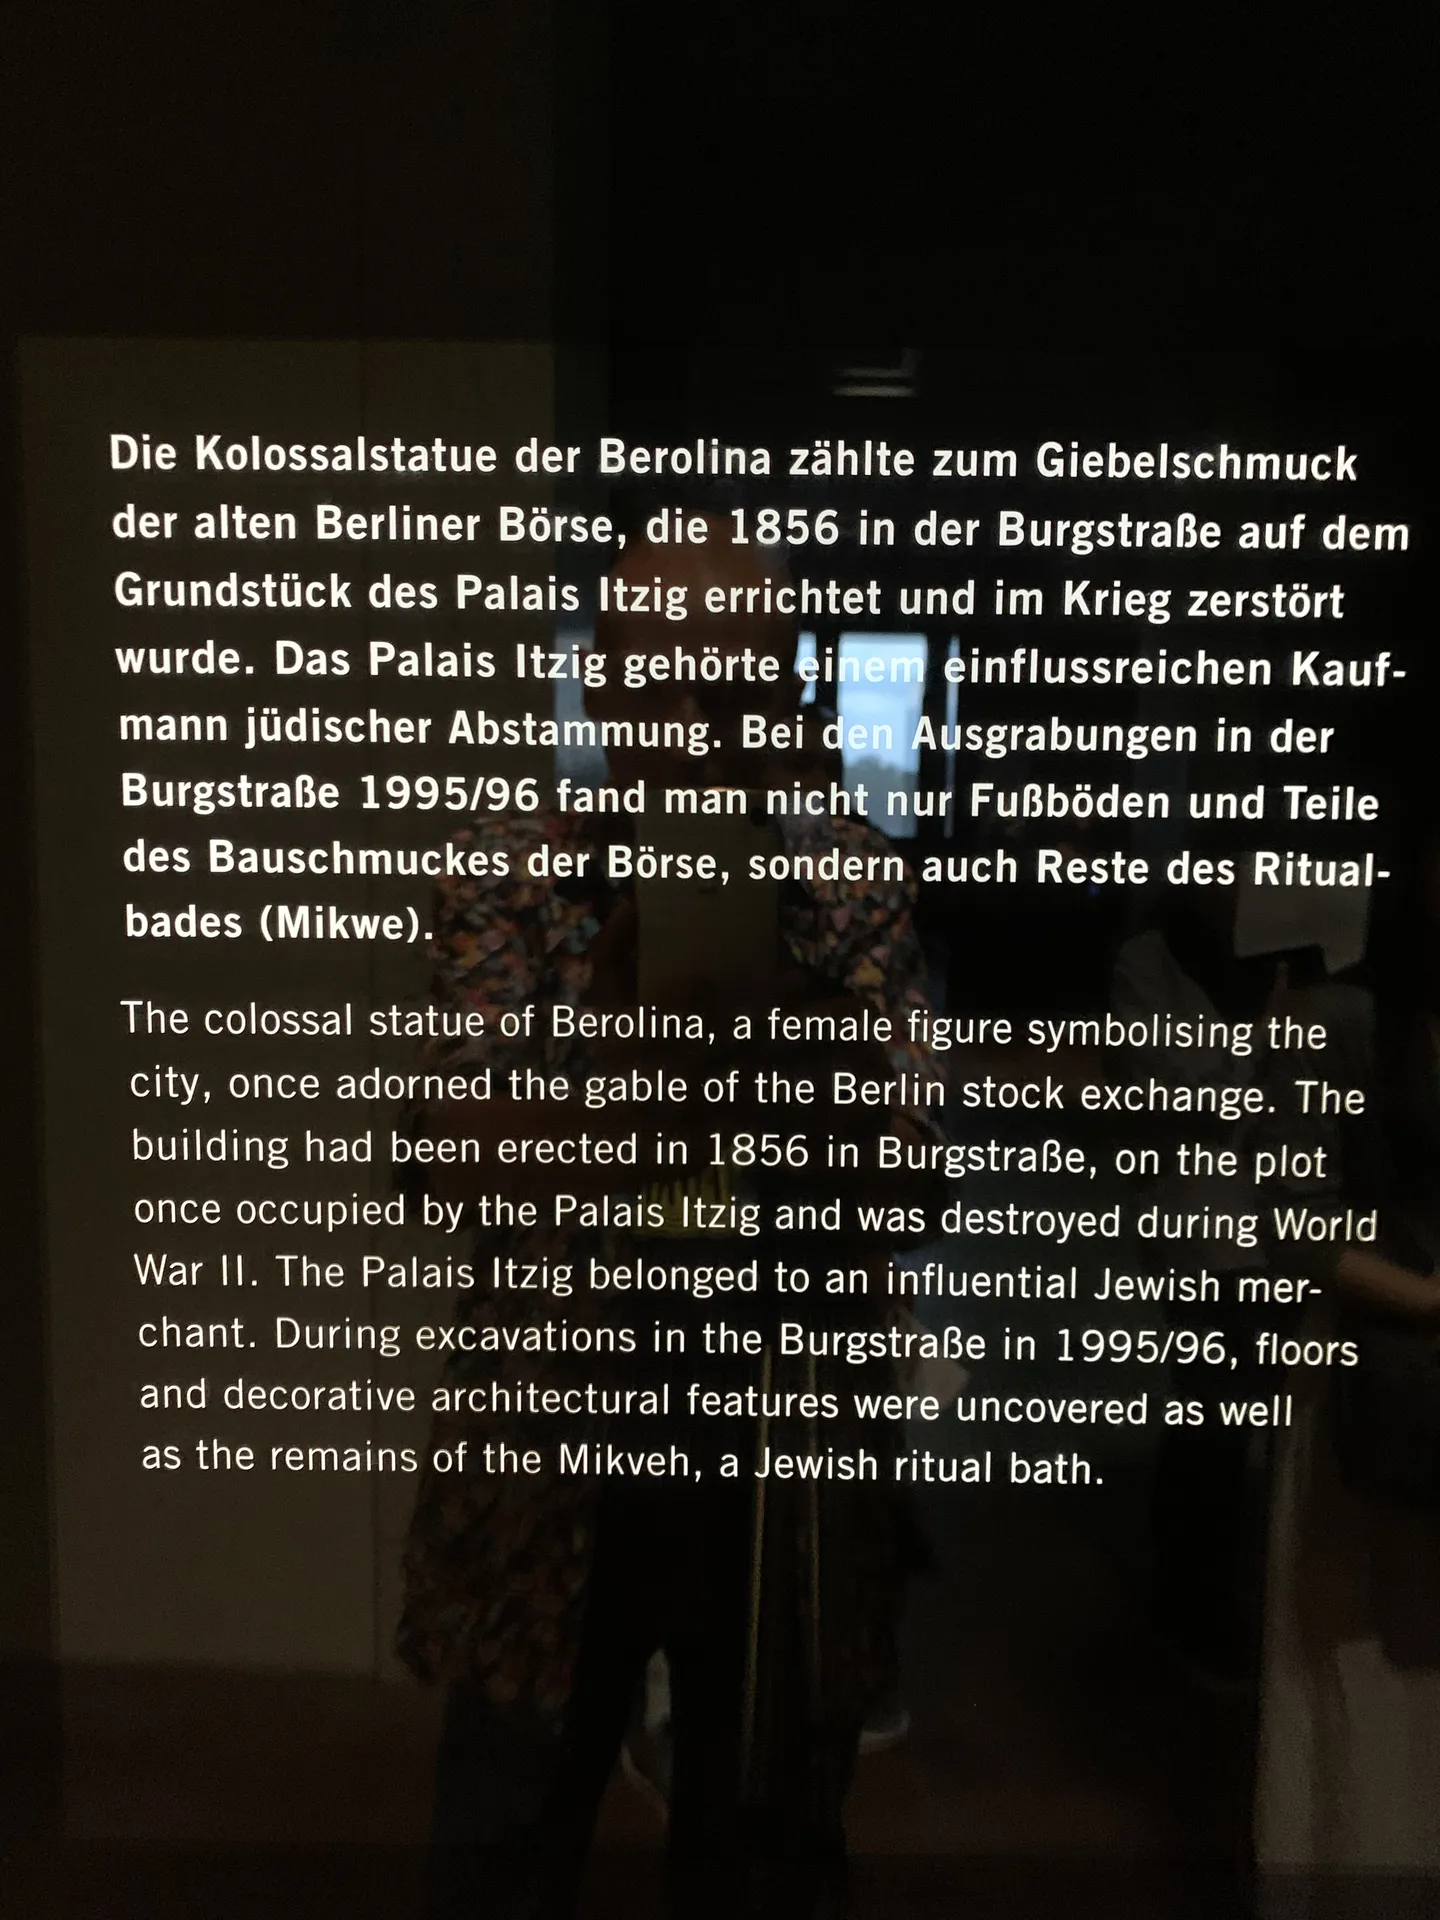 Die Kolossalstatue der Berolina zählte zum Giebelschmuck
der alten Berliner Börse, die 1856 in der Burgstraße auf dem
Grundstück des Palais Itzig errichtet und im Krieg zerstört
wurde. Das Palais Itzig gehörte einem einflussreichen Kauf-
mann jüdischer Abstammung. Bei den Ausgrabungen in der
Burgstraße 1995/96 fand man nicht nur Fußböden und Teile
des Bauschmuckes der Börse, sondern auch Reste des Ritual-
bades (Mikwe).
The colossal statue of Berolina, a female figure symbolising the
city, once adorned the gable of the Berlin stock exchange. The
building had been erected in 1856 in Burgstraße, on the plot
once occupied by the Palais Itzig and was destroyed during World
War II. The Palais Itzig belonged to an influential Jewish mer-
chant. During excavations in the Burgstraße in 1995/96, floors
and decorative architectural features were uncovered as well
as the remains of the Mikveh, a Jewish ritual bath.